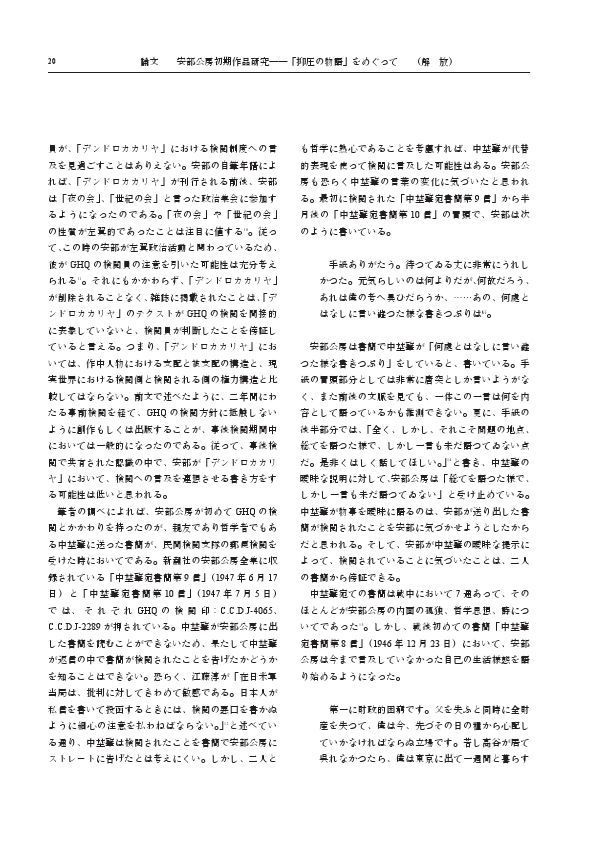 20
論文　安部公房初期作品研究――「抑圧の物語」をめぐって　（解　放）
員が、「デンドロカカリヤ」における検閲制度への言
及を見過ごすことはありえない。安部の自筆年譜によ
れば、「デンドロカカリヤ」が刊行される前後、安部
は「夜の会」、「世紀の会」と言った政治集会に参加す
るようになったのである。「夜の会」や「世紀の会」
の性質が左翼的であったことは注目に値する。従っ
て、この時の安部が左翼政治活動と関わっているため、
彼が GHQ の検閲員の注意を引いた可能性は充分考え
られる。それにもかかわらず、「デンドロカカリヤ」
が削除されることなく、雑誌に掲載されたことは、「デ
ンドロカカリヤ」のテクストが GHQ の検閲を間接的
に表象していないと、検閲員が判断したことを保証し
ていると言える。つまり、「デンドロカカリヤ」にお
いては、作中人物における支配と被支配の構造と、現
実世界における検閲側と検閲される側の権力構造と比
較してはならない。前文で述べたように、二年間にわ
たる事前検閲を経て、GHQ の検閲方針に抵触しない
ように創作もしくは出版することが、事後検閲期間中
においては一般的になったのである。従って、事後検
閲で共有された認識の中で、安部が「デンドロカカリ
ヤ」において、検閲への言及を連想させる書き方をす
る可能性は低いと思われる。
筆者の調べによれば、安部公房が初めて GHQ の検
閲とかかわりを持ったのが、親友であり哲学者でもあ
る中埜肇に送った書簡が、民間検閲支隊の郵便検閲を
受けた時においてである。新潮社の安部公房全集に収
録されている「中埜肇宛書簡第 9 信」（1947 年 6 月 17
日）と「中埜肇宛書簡第 10 信」（1947 年 7 月 5 日）
では、それぞれ GHQ の検閲印：C.C.D.J-4065、
C.C.D.J-2289 が押されている。中埜肇が安部公房に出
した書簡を読むことができないため、果たして中埜肇
が返信の中で書簡が検閲されたことを告げたかどうか
を知ることはできない。恐らく、江藤淳が「在日米軍
当局は、批判に対してきわめて敏感である。日本人が
私信を書いて投函するときには、検閲の悪口を書かぬ
ように細心の注意を払わねばならない。」と述べてい
る通り、中埜肇は検閲されたことを書簡で安部公房に
ストレートに告げたとは考えにくい。しかし、二人と
も哲学に熱心であることを考慮すれば、中埜肇が代替
的表現を使って検閲に言及した可能性はある。安部公
房も恐らく中埜肇の言葉の変化に気づいたと思われ
る。最初に検閲された「中埜肇宛書簡第 9 信」から半
月後の「中埜肇宛書簡第 10 信」の冒頭で、安部は次
のように書いている。
手紙ありがたう。待つてゐる丈に非常にうれし
かつた。元気らしいのは何よりだが、何故だろう、
あれは僕の考へ異ひだらうか、……あの、何處と
はなしに言い難つた様な書きつぶりは。
安部公房は書簡で中埜肇が「何處とはなしに言い難
つた様な書きつぶり」をしていると、書いている。手
紙の冒頭部分としては非常に唐突としか言いようがな
く、また前後の文脈を見ても、一体この一言は何を内
容として語っているかも推測できない。更に、手紙の
後半部分では、「全く、しかし、それこそ問題の地点、
総てを語つた様で、しかし一言も未だ語つてゐない点
だ。是非くはしく話してほしい。」と書き、中埜肇の
曖昧な説明に対して、安部公房は「総てを語つた様で、
しかし一言も未だ語つてゐない」と受け止めている。
中埜肇が物事を曖昧に語るのは、安部が送り出した書
簡が検閲されたことを安部に気づかせようとしたから
だと思われる。そして、安部が中埜肇の曖昧な提示に
よって、検閲されていることに気づいたことは、二人
の書簡から保証できる。
中埜肇宛ての書簡は戦中において 7 通あって、その
ほとんどが安部公房の内面の孤独、哲学思想、詩につ
いてであった。しかし、戦後初めての書簡「中埜肇
宛書簡第 8 信」（1946 年 12 月 23 日）において、安部
公房は今まで言及していなかった自己の生活様態を語
り始めるようになった。
第一に財政的困窮です。父を失ふと同時に全財
産を失つて、僕は今、先づその日の糧から心配し
ていかなければならぬ立場です。若し高谷が居て
呉れなかつたら、僕は東京に出て一週間と暮らす